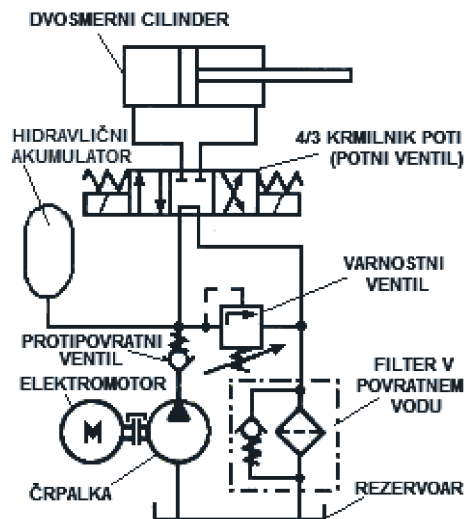 DVOSMERNI CILINDER
HIDRAVLIČNI
AKUMULATOR
4/3 KRMILNIK POTI
(POTNI VENTIL)
VARNOSTNI
VENTIL
PROTIPOVRATNI
VENTIL
ELEKTROMOTOR
FILTER V
POVRATNEM
VODU
M
ČRPALKA
REZERVOAR